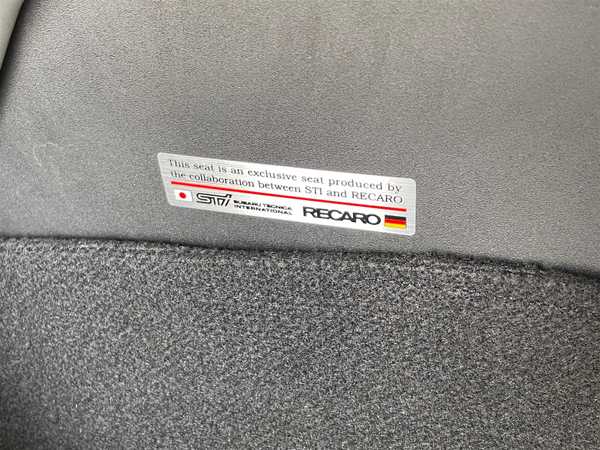 This seat is an exclusive seat produced by
the collaboration between STI and RECARO
STI SUBARU TECNICA
INTERNATIONAL RECARO